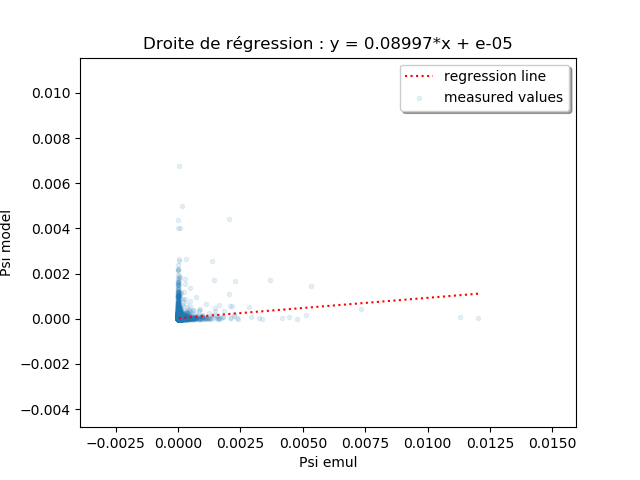 Droite de régression : y = 0.08997*x + e-05
regression line
measured values
Psi model
0.010
0.008
0.006
0.004
0.002
0.000
−0.002
−0.004
−0.0025 0.0000 0.0025 0.0050 0.0075 0.0100 0.0125 0.0150
Psi emul